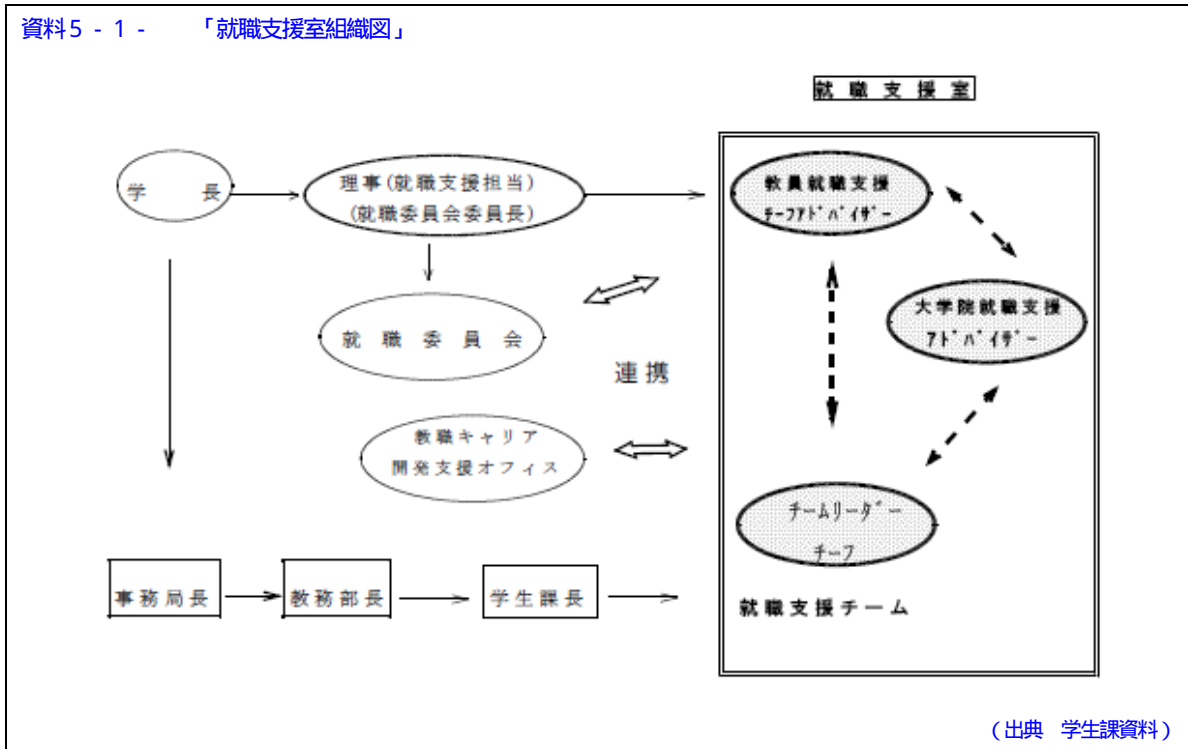 資料5-1- 「就職支援室組織図」
就職支援室
学長
理事(就職支援担当)
(就職委員会委員長)
教員就職支援
ﾁｰﾌｱﾄﾞﾊﾞｲｻﾞｰ
大学院就職支援
ｱﾄﾞﾊﾞｲｻﾞｰ
就職委員会
連携
教職キャリア
開発支援オフィス
ﾁｰﾑﾘｰﾀﾞｰ
ﾁｰﾌ
事務局長
教務部長
学生課長
就職支援チーム
(出典 学生課資料)